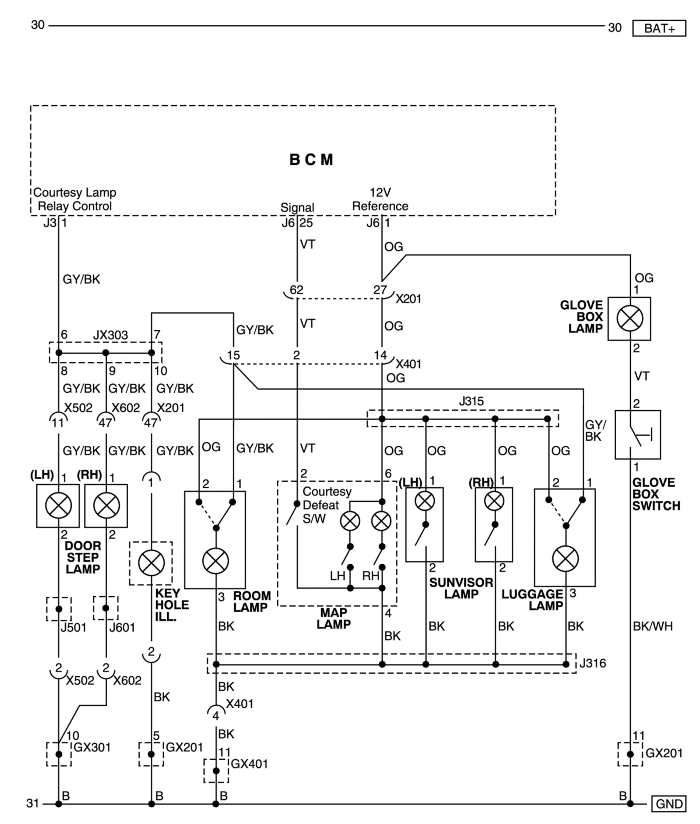 30 30 BAT+
B C M
Courtesy Lamp
Relay Control
Signal
12V
Reference
J3 1
J6 25
J6 1
VT
OG
GY/BK
OG
1
62
27
X201
GLOVE
BOX
LAMP
VT
OG
GY/BK
6
JX303
7
15
2
14
X401
2
8
9
10
OG
VT
GY/BK
GY/BK
GY/BK
J315
2
X502
X602
X201
11
47
47
GY/
BK
GY/BK
GY/BK
GY/BK
OG
GY/BK
VT
OG
OG
OG
OG
1
GLOVE
BOX
SWITCH
(LH) 1
(RH) 1
1
2
1
2
6
(LH) 1
(RH) 1
2
1
Courtesy
Defeat
S/W
2
2
DOOR
STEP
LAMP
LH
RH
2
2
SUNVISOR
LAMP
KEY
HOLE
ILL.
3
ROOM
LAMP
MAP
LAMP
4
LUGGAGE
LAMP
3
J501
J601
BK
BK
BK
BK
BK
BK/WH
2
2
2
X502
X602
J316
BK
BK
X401
4
BK
10
GX301
5
GX201
11
GX401
11
GX201
31
B
B
B
B
GND